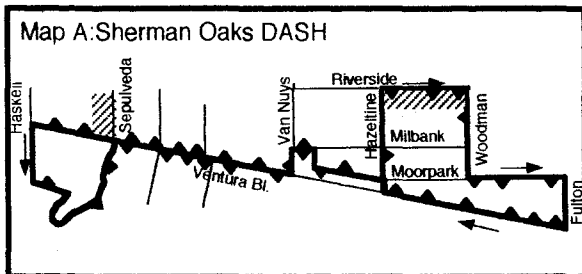 Map A:Sherman Oaks DASH
Haskell
Sepulveda
Van Nuys
Riverside
Hazeltine
Milbank
Woodman
Moorpark
Ventura Bl.
Fulton